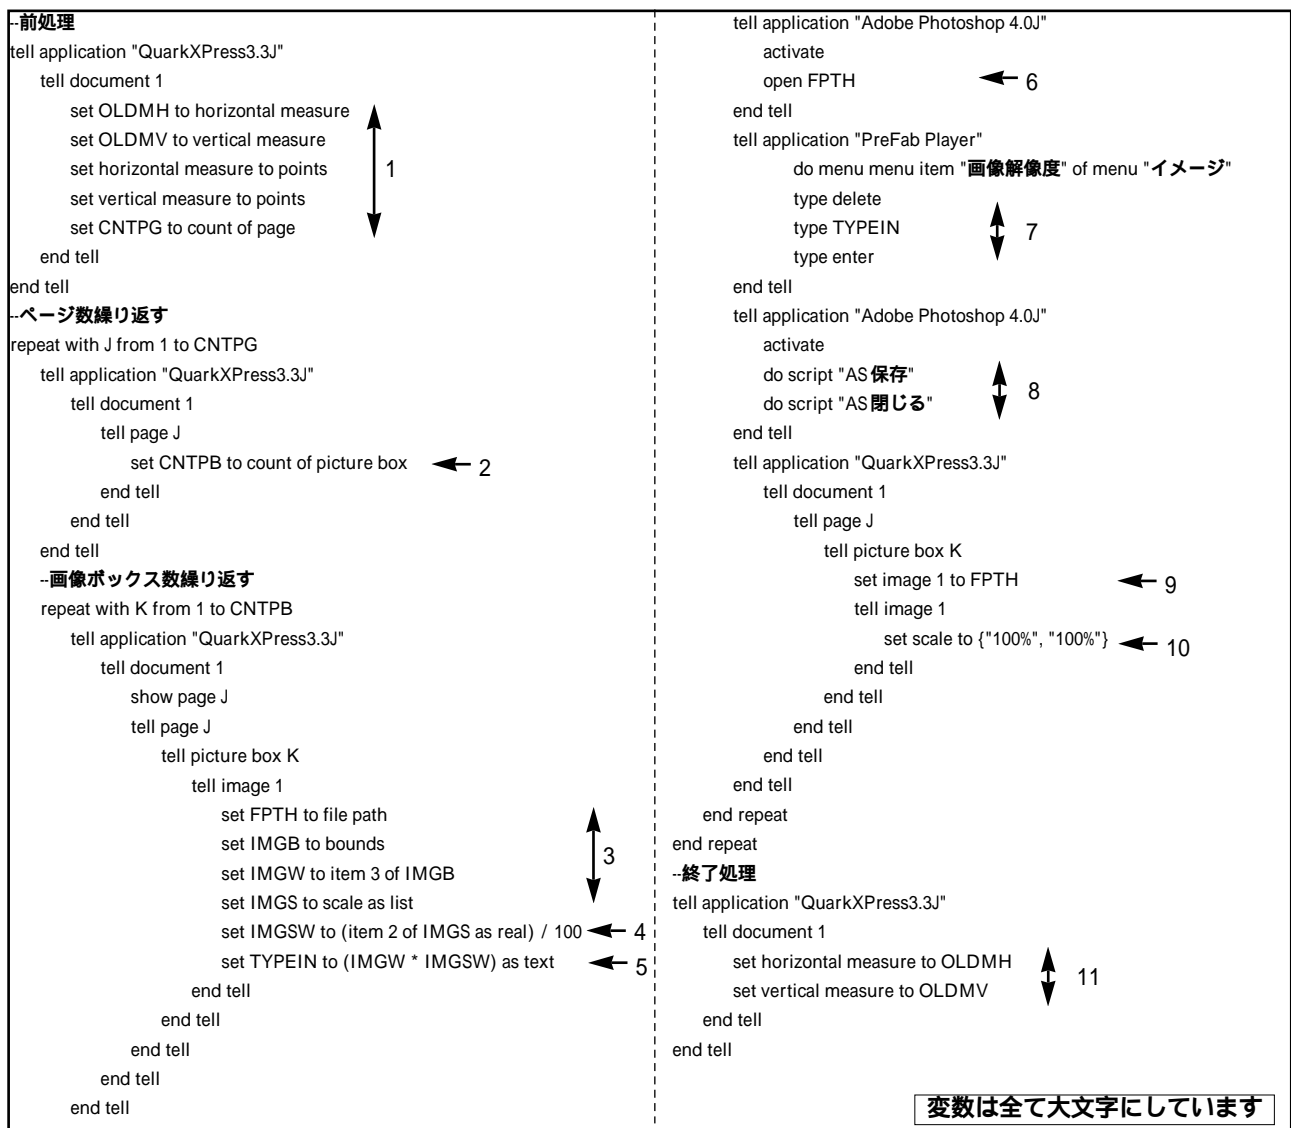 --前処理
tell application "QuarkXPress3.3J"
tell document 1
set OLDMH to horizontal measure
set OLDMV to vertical measure
set horizontal measure to points
1
set vertical measure to points
set CNTPG to count of page
end tell
end tell
--ページ数繰り返す
repeat with J from 1 to CNTPG
tell application "QuarkXPress3.3J"
tell document 1
tell page J
set CNTPB to count of picture box
2
end tell
end tell
end tell
--画像ボックス数繰り返す
repeat with K from 1 to CNTPB
tell application "QuarkXPress3.3J"
tell document 1
show page J
tell page J
tell picture box K
tell image 1
set FPTH to file path
set IMGB to bounds
3
set IMGW to item 3 of IMGB
set IMGS to scale as list
set IMGSW to (item 2 of IMGS as real) / 100
4
set TYPEIN to (IMGW * IMGSW) as text
5
end tell
end tell
end tell
end tell
end tell
tell application "Adobe Photoshop 4.0J"
activate
open FPTH
6
end tell
tell application "PreFab Player"
do menu menu item "画像解像度" of menu "イメージ"
type delete
type TYPEIN
7
type enter
end tell
tell application "Adobe Photoshop 4.0J"
activate
do script "AS保存"
8
do script "AS閉じる"
end tell
tell application "QuarkXPress3.3J"
tell document 1
tell page J
tell picture box K
set image 1 to FPTH
9
tell image 1
set scale to {"100%", "100%"}
10
end tell
end tell
end tell
end tell
end tell
end repeat
end repeat
--終了処理
tell application "QuarkXPress3.3J"
tell document 1
set horizontal measure to OLDMH
11
set vertical measure to OLDMV
end tell
end tell
変数は全て大文字にしています